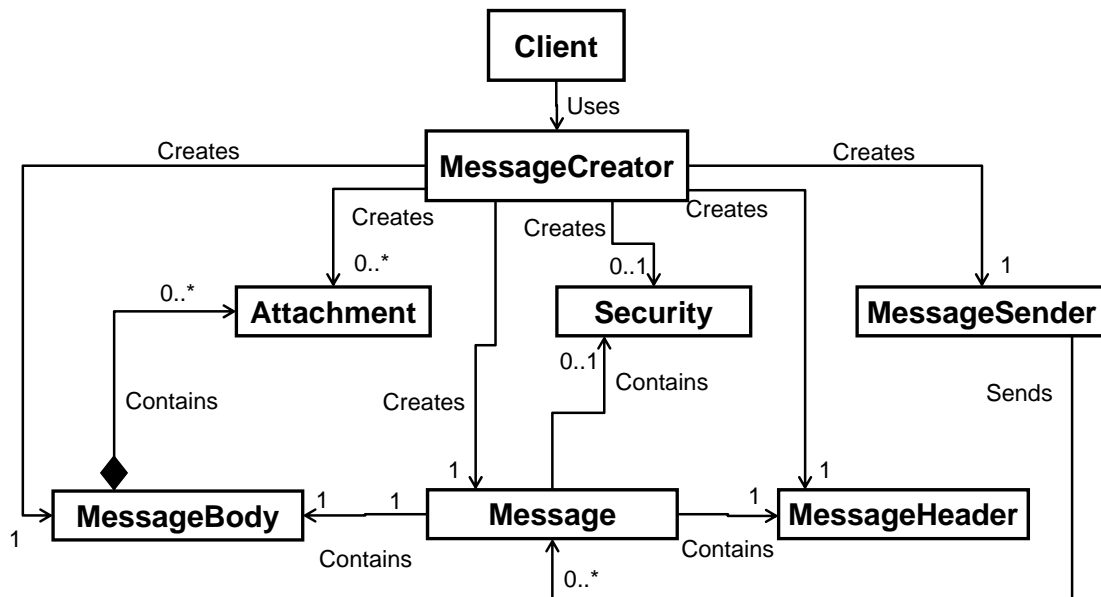 Client
Uses
Creates
Creates
MessageCreator
Creates
Creates
Creates
0..*
0..1
1
0..*
Attachment
Security
MessageSender
0..1
Contains
Contains
Creates
Sends
1
1
1
1
1
MessageBody
Message
MessageHeader
1
Contains
Contains
0..*